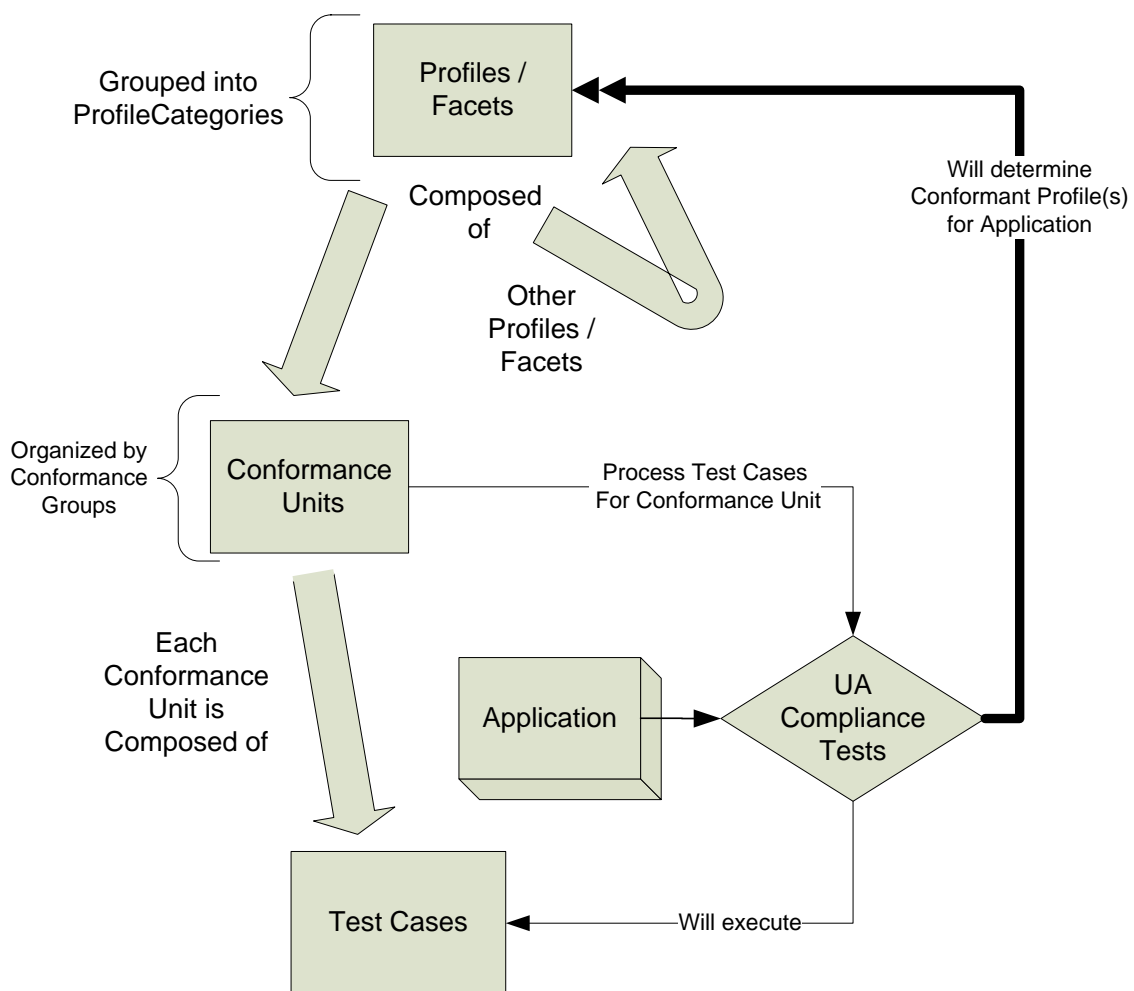 Grouped into
ProfileCategories
Profiles /
Facets
Will determine
Conformant Profile(s)
for Application
Composed
of
Other
Profiles /
Facets
Organized by
Conformance
Groups
Conformance
Units
Process Test Cases
For Conformance Unit
Each
Conformance
Unit is
Composed of
Application
UA
Compliance
Tests
Test Cases
Will execute